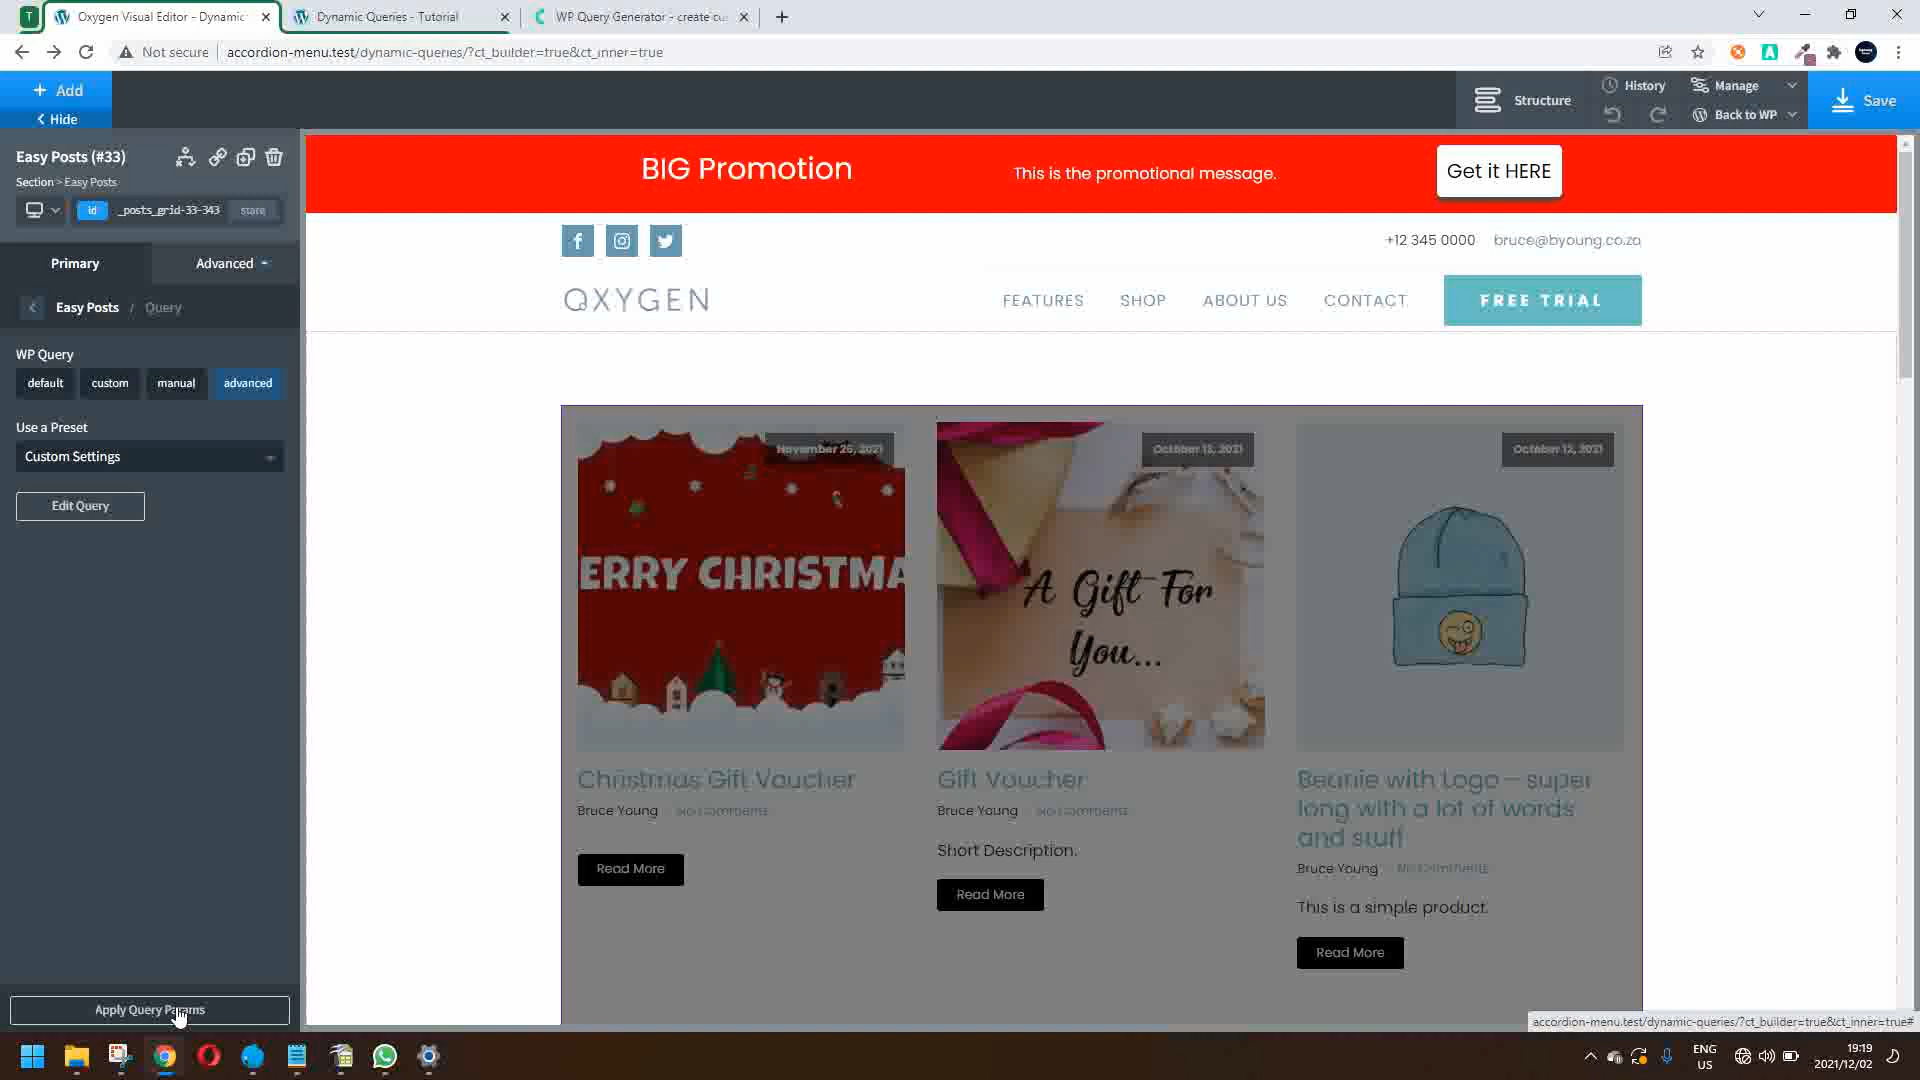 Oxygen Visual Editor - Dynamic
Dynamic Queries - Tutorial
WP Query Generator - create cu
Not secure
accordion-menu.test/dynamic-queries/?ct_builder=true&ct_inner=true
Add
Hide
Structure
History
Manage
Back to WP
Save
Easy Posts (#33)
Section > Easy Posts
id
_posts_grid-33-343
state
Primary
Advanced
Easy Posts / Query
WP Query
default
custom
manual
advanced
Use a Preset
Custom Settings
Edit Query
Apply Query Params
BIG Promotion
This is the promotional message.
Get it HERE
+12 345 0000
bruce@byoung.co.za
OXYGEN
FEATURES
SHOP
ABOUT US
CONTACT
FREE TRIAL
November 26, 2021
ERRY CHRISTMA
Christmas Gift Voucher
Bruce Young
No Comments
Read More
October 12, 2021
A Gift For
You...
Gift Voucher
Bruce Young
No Comments
Short Description.
Read More
October 12, 2021
Beanie with Logo – super
long with a lot of words
and stuff
Bruce Young
No Comments
This is a simple product.
Read More
accordion-menu.test/dynamic-queries/?ct_builder=true&ct_inner=true#
ENG
US
19:19
2021/12/02